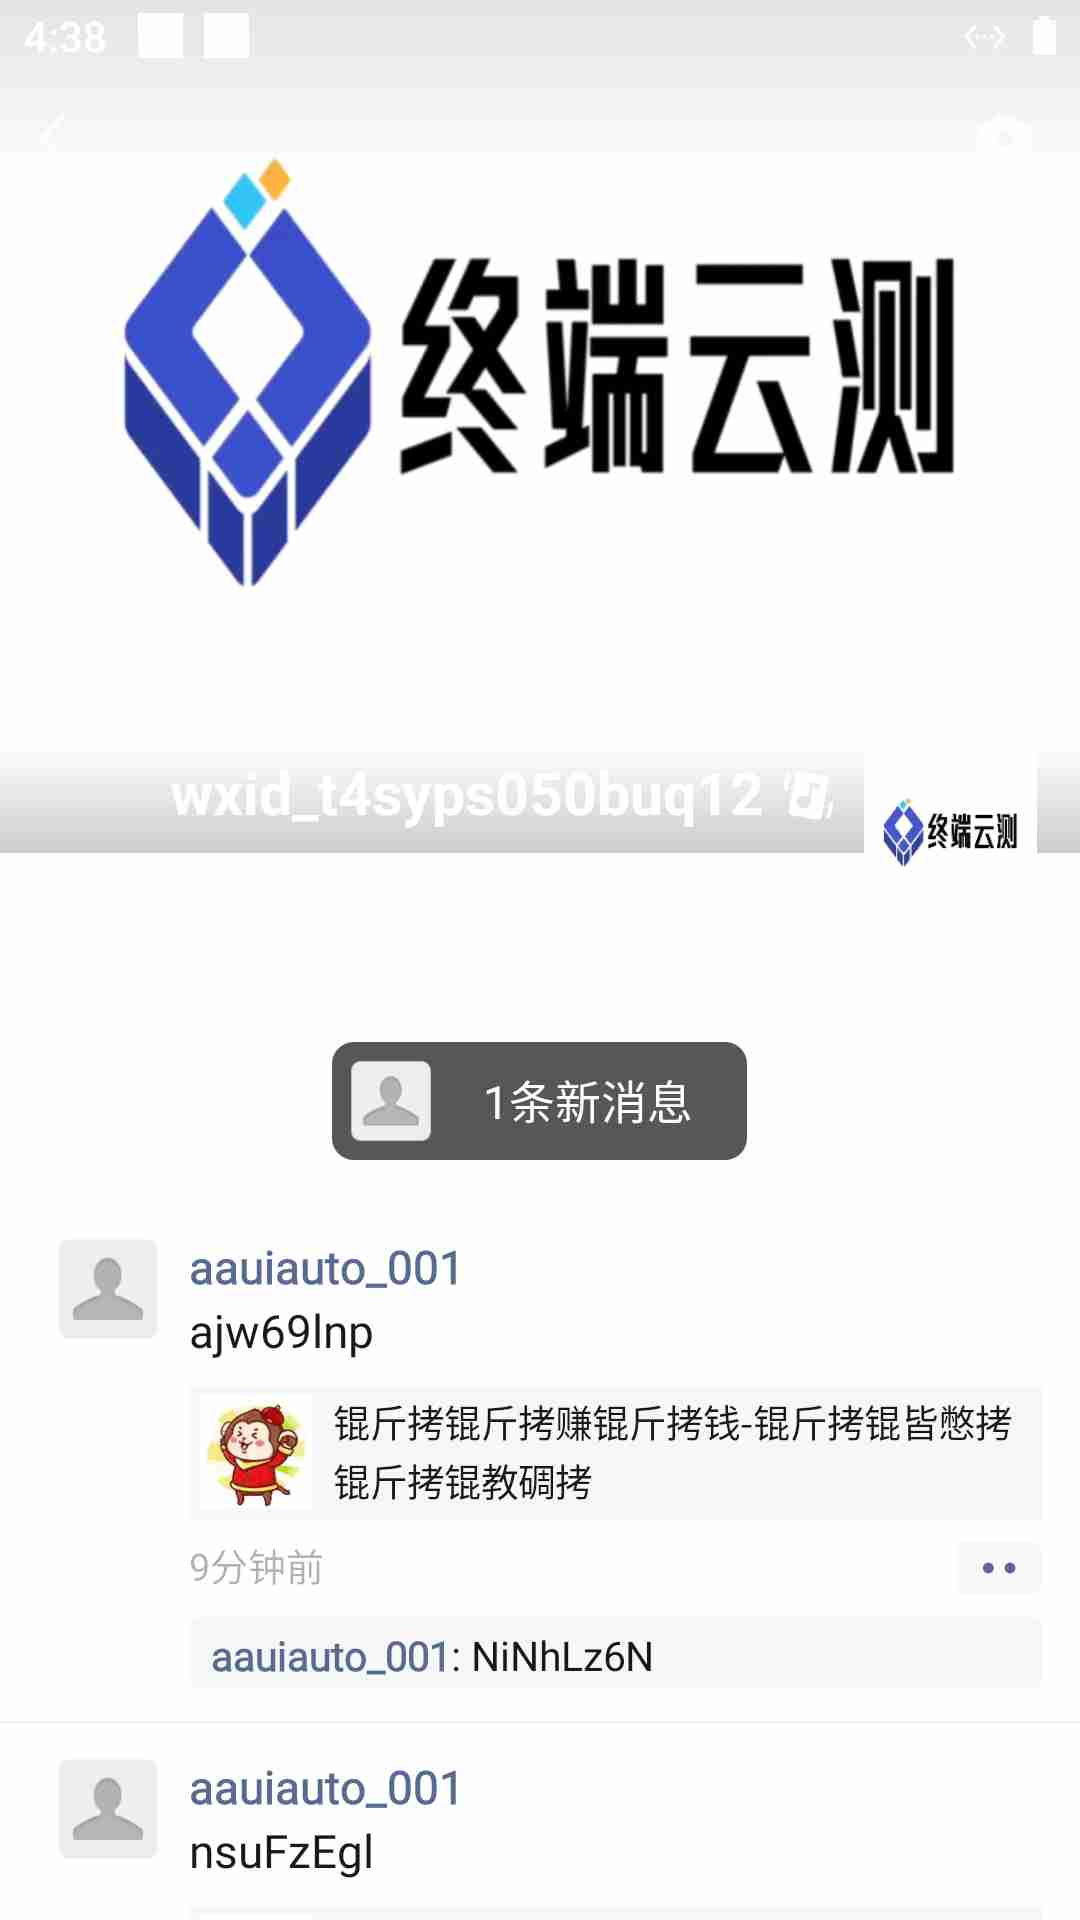 4:38
终端云测
wxid_t4syps050buq12
终端云测
1条新消息
aauiauto_001
ajw69lnp
锟斤拷锟斤拷赚锟斤拷钱-锟斤拷锟皆憋拷
锟斤拷锟教碉拷
9分钟前
aauiauto_001: NiNhLz6N
aauiauto_001
nsuFzEgl